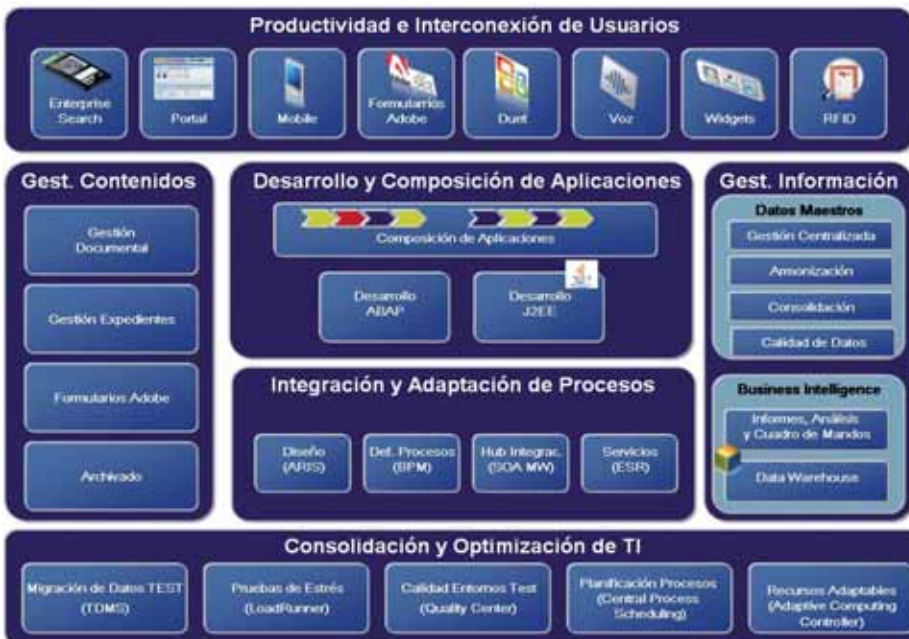 Productividad e Interconexión de Usuarios
Enterprise
Search
Portal
Mobile
Formularios
Adobe
Duet
Voz
Widgets
RFID
Gest. Contenidos
Gestión
Documental
Gestión Expedientes
Formularios Adobe
Archivado
Desarrollo y Composición de Aplicaciones
Composición de Aplicaciones
Desarrollo
ABAP
Desarrollo
J2EE
Integración y Adaptación de Procesos
Diseño
(ARIS)
Def. Procesos
(BPM)
Hub Integrac.
(SOA MW)
Servicios
(ESR)
Gest. Información
Datos Maestros
Gestión Centralizada
Armonización
Consolidación
Calidad de Datos
Business Intelligence
Informes, Análisis
y Cuadro de Mandos
Data Warehouse
Consolidación y Optimización de TI
Migración de Datos TEST
(TDMS)
Pruebas de Estrés
(LoadRunner)
Calidad Entornos Test
(Quality Center)
Planificación Procesos
(Central Process
Scheduling)
Recursos Adaptables
(Adaptive Computing
Controller)